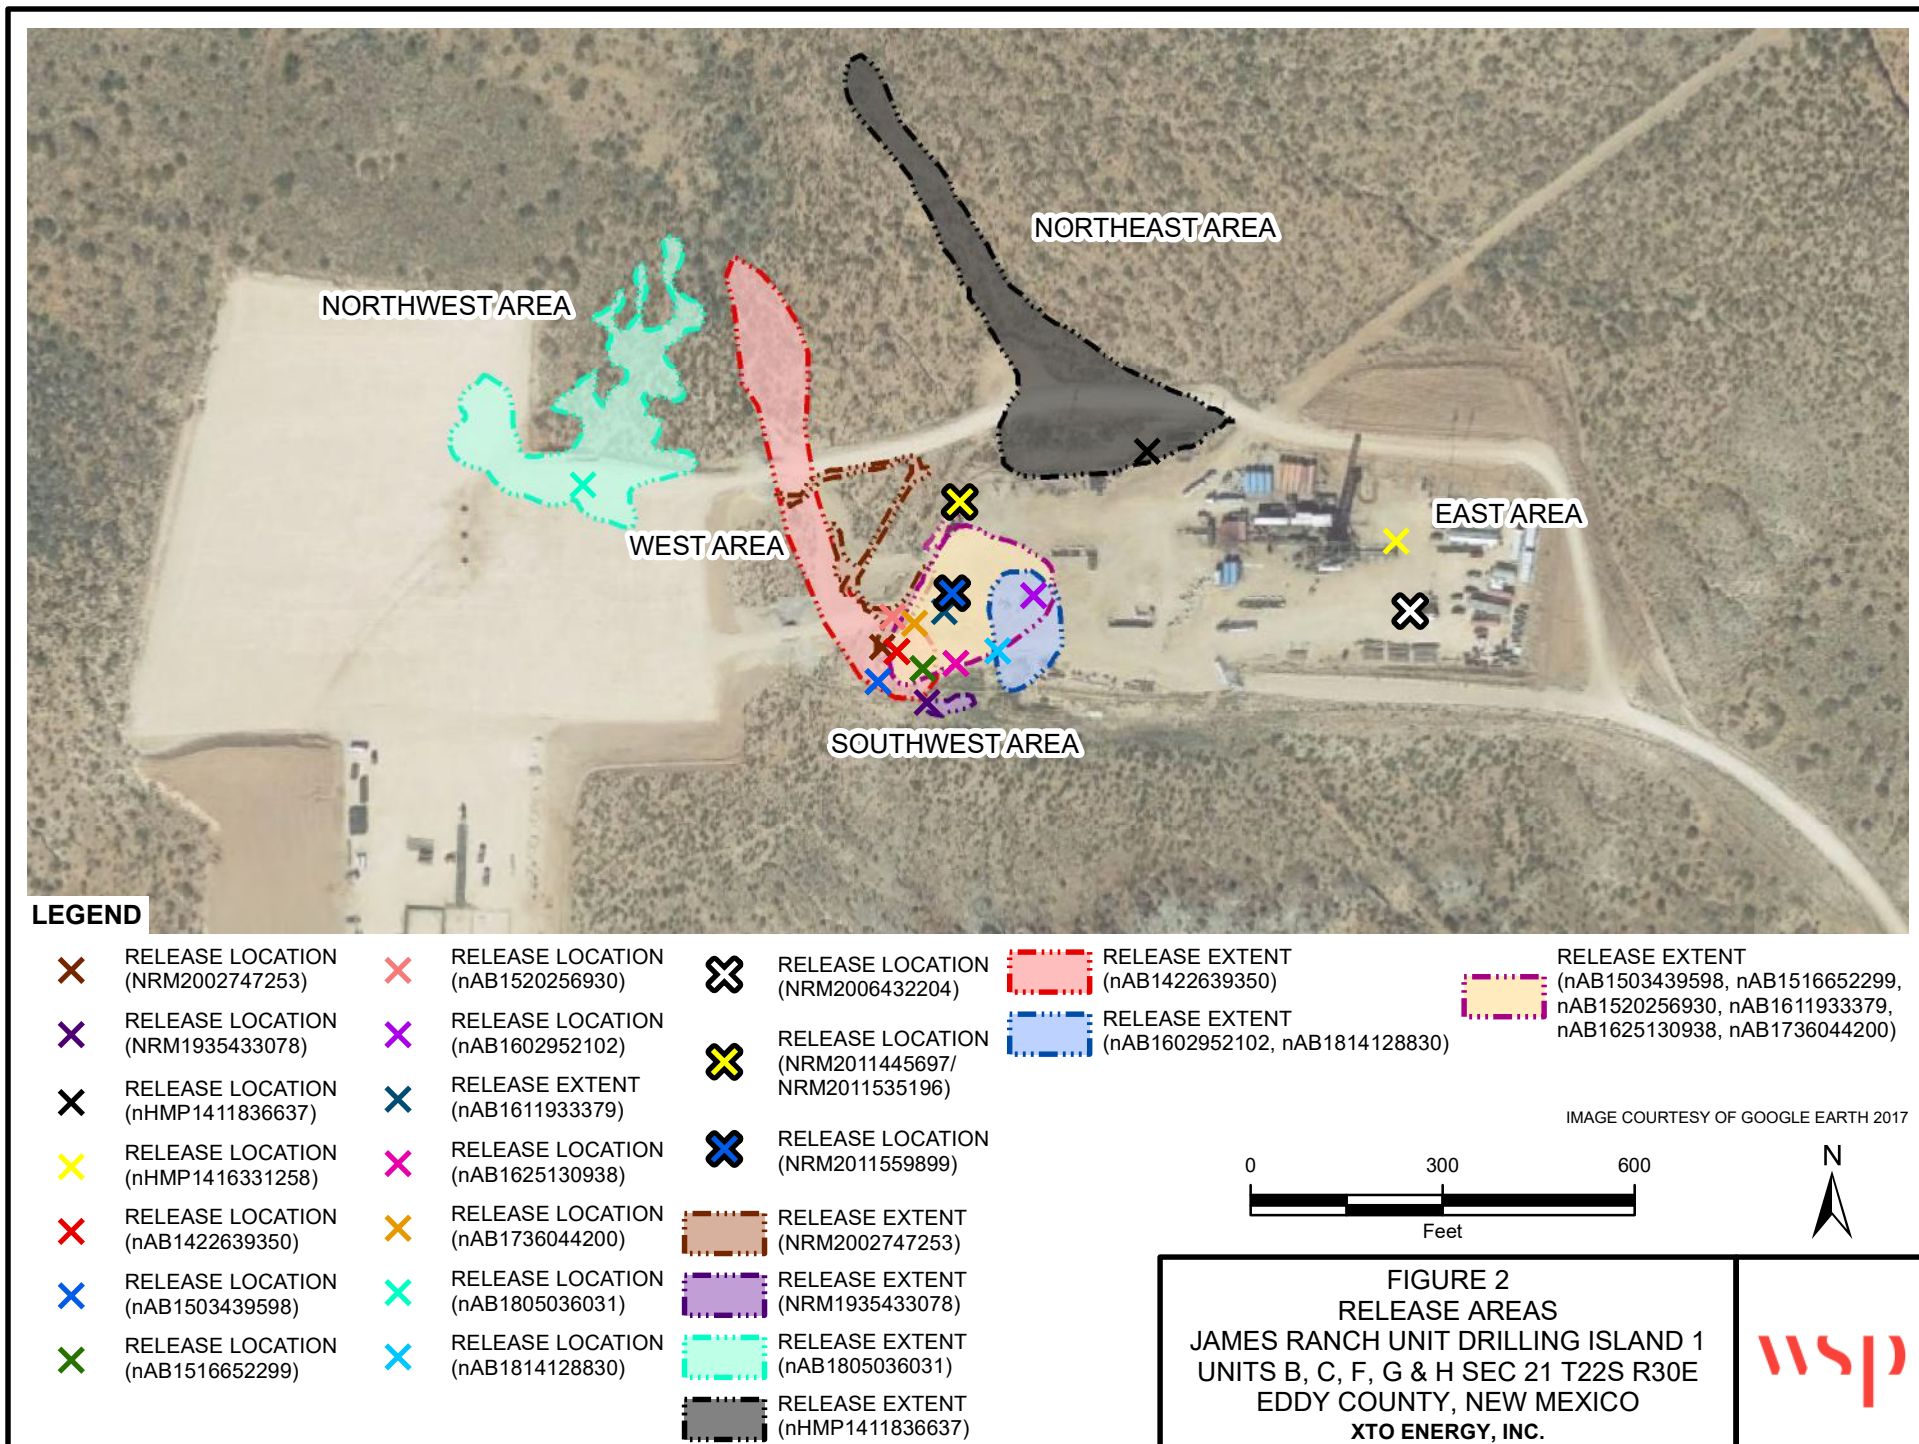 NORTHEAST AREA
NORTHWEST AREA
EAST AREA
WEST AREA
SOUTHWEST AREA
LEGEND
RELEASE LOCATION
(NRM2002747253)
RELEASE LOCATION
(NRM1935433078)
RELEASE LOCATION
(nHMP1411836637)
RELEASE LOCATION
(nHMP1416331258)
RELEASE LOCATION
(nAB1422639350)
RELEASE LOCATION
(nAB1503439598)
RELEASE LOCATION
(nAB1516652299)
RELEASE LOCATION
(nAB1520256930)
RELEASE LOCATION
(nAB1602952102)
RELEASE EXTENT
(nAB1611933379)
RELEASE LOCATION
(nAB1625130938)
RELEASE LOCATION
(nAB1736044200)
RELEASE LOCATION
(nAB1805036031)
RELEASE LOCATION
(nAB1814128830)
RELEASE LOCATION
(NRM2006432204)
RELEASE LOCATION
(NRM2011445697/
NRM2011535196)
RELEASE LOCATION
(NRM2011559899)
RELEASE EXTENT
(NRM2002747253)
RELEASE EXTENT
(NRM1935433078)
RELEASE EXTENT
(nAB1805036031)
RELEASE EXTENT
(nHMP1411836637)
RELEASE EXTENT
(nAB1422639350)
RELEASE EXTENT
(nAB1602952102, nAB1814128830)
RELEASE EXTENT
(nAB1503439598, nAB1516652299,
nAB1520256930, nAB1611933379,
nAB1625130938, nAB1736044200)
IMAGE COURTESY OF GOOGLE EARTH 2017
0 300 600
Feet
N
FIGURE 2
RELEASE AREAS
JAMES RANCH UNIT DRILLING ISLAND 1
UNITS B, C, F, G & H SEC 21 T22S R30E
EDDY COUNTY, NEW MEXICO
XTO ENERGY, INC.
wsp